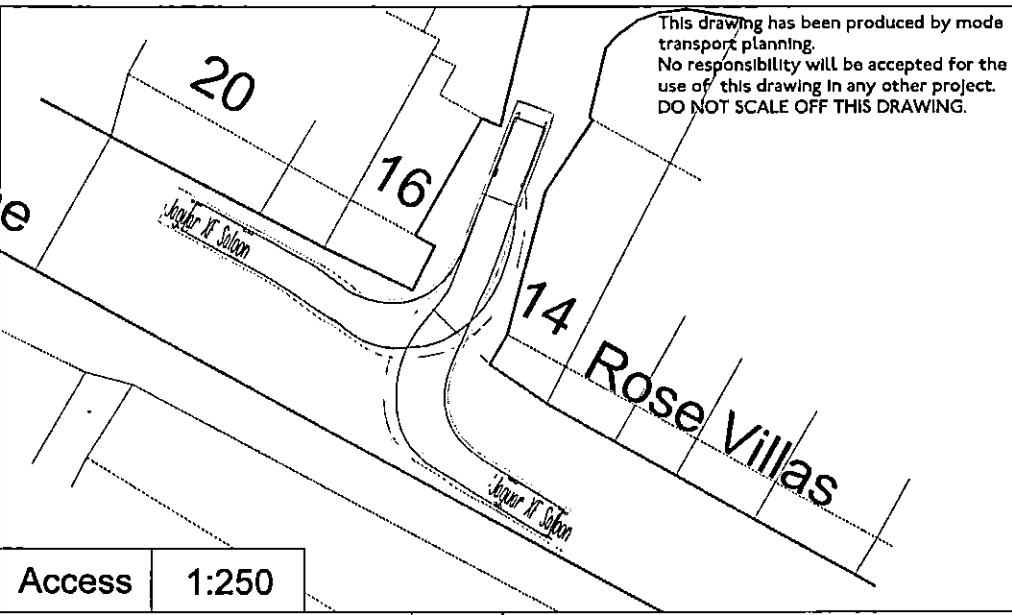 This drawing has been produced by mode
transport planning.
No responsibility will be accepted for the
use of this drawing in any other project.
DO NOT SCALE OFF THIS DRAWING.
20
16
e
Jaguar XF Saloon
14 Rose Villas
Jaguar XF Saloon
Access 1:250